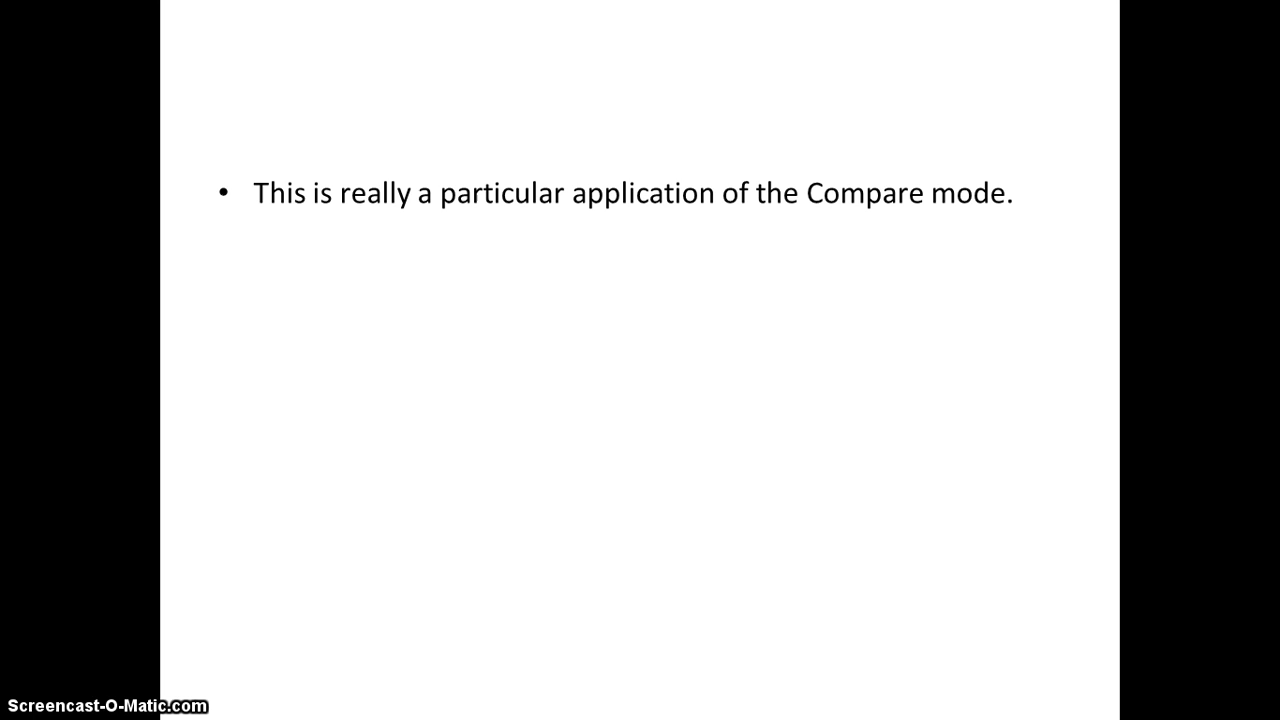 • This is really a particular application of the Compare mode.
Screencast-O-Matic.com